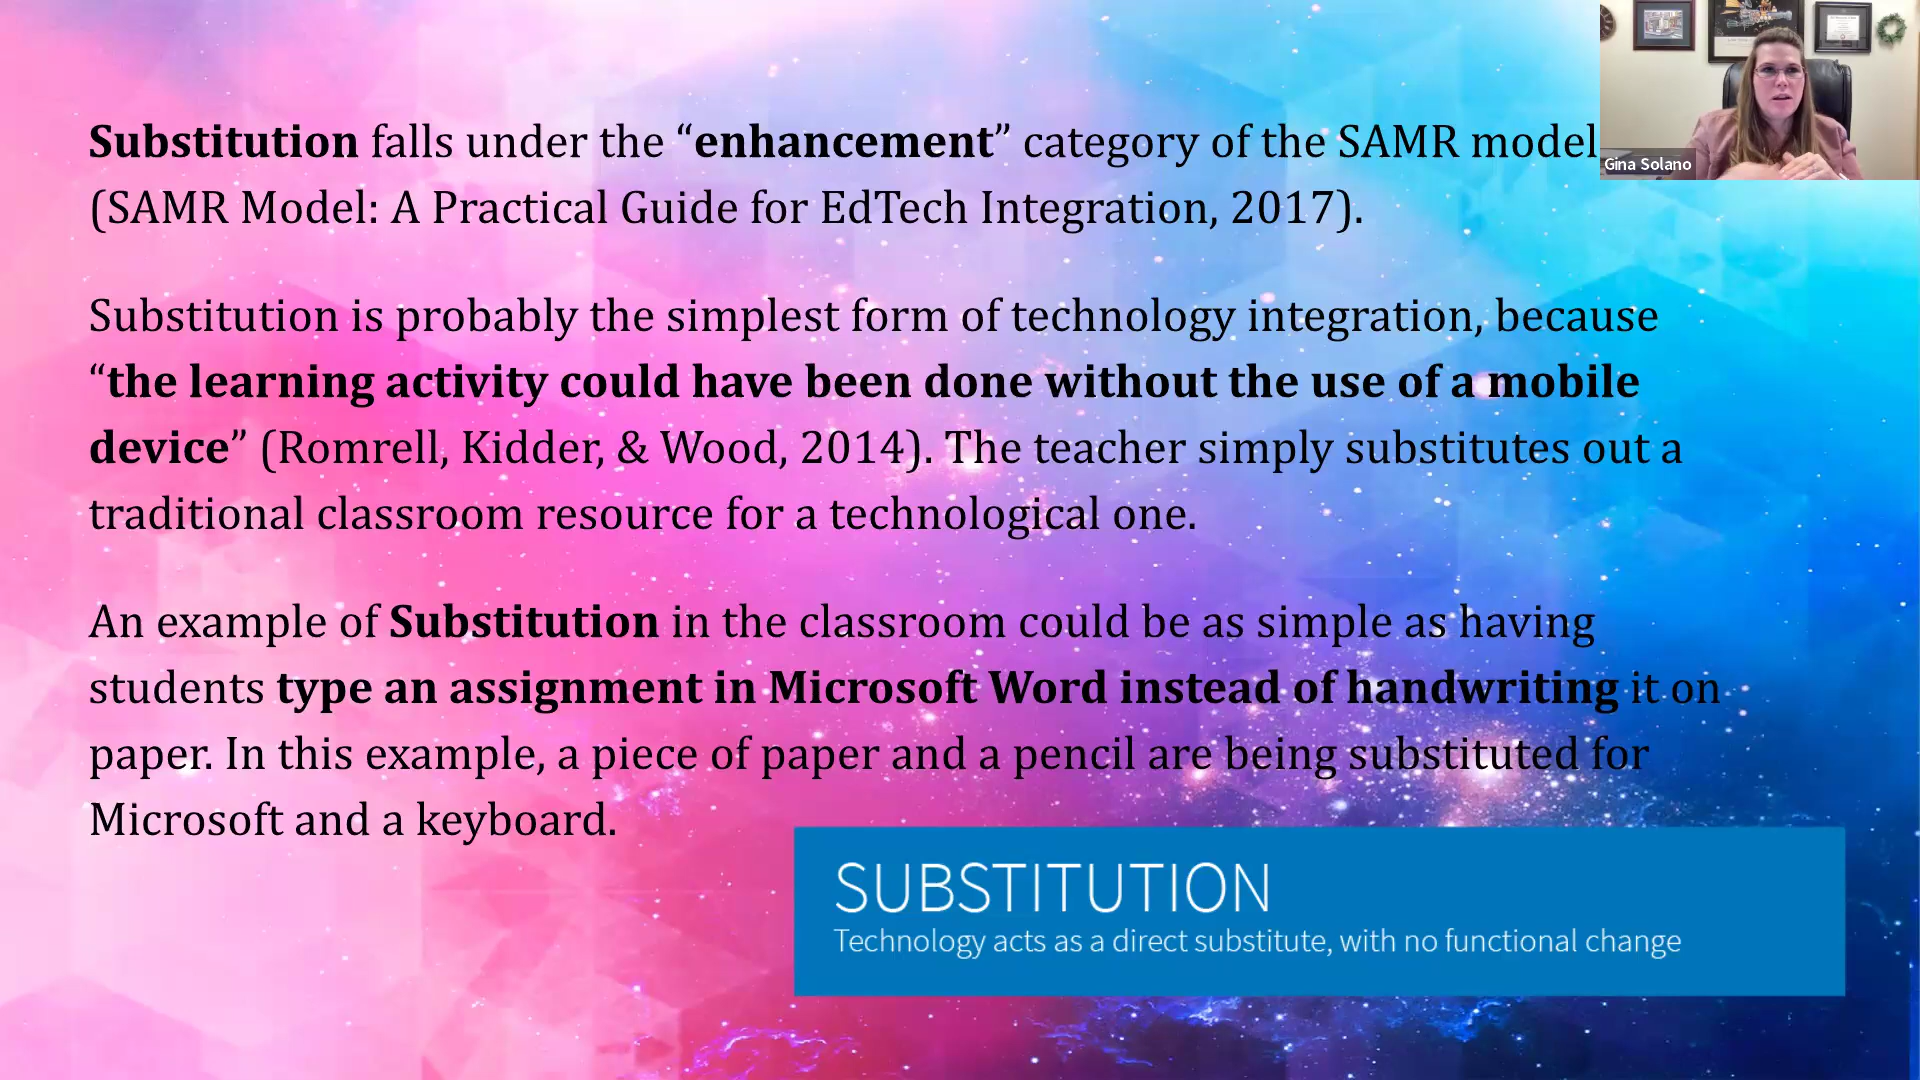 Substitution falls under the “enhancement” category of the SAMR model
(SAMR Model: A Practical Guide for EdTech Integration, 2017).
Substitution is probably the simplest form of technology integration, because
“the learning activity could have been done without the use of a mobile
device” (Romrell, Kidder, & Wood, 2014). The teacher simply substitutes out a
traditional classroom resource for a technological one.
An example of Substitution in the classroom could be as simple as having
students type an assignment in Microsoft Word instead of handwriting it on
paper. In this example, a piece of paper and a pencil are being substituted for
Microsoft and a keyboard.
SUBSTITUTION
Technology acts as a direct substitute, with no functional change
Gina Solano